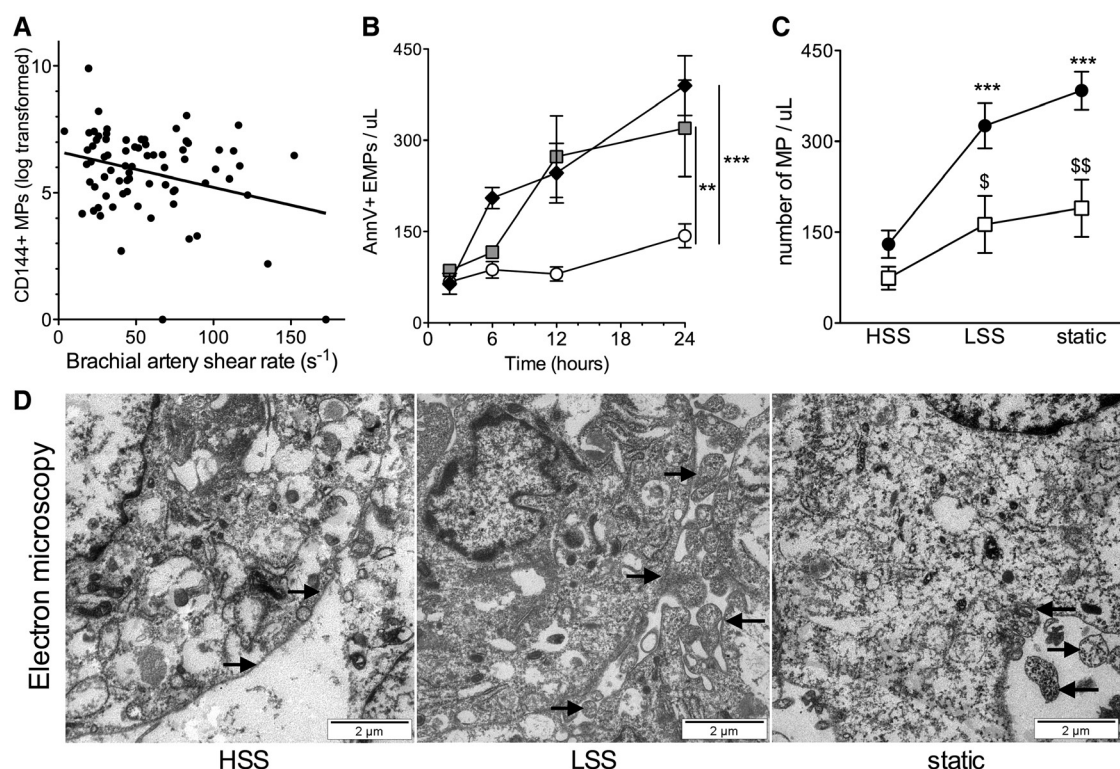 A
CD144+ MPs (log transformed)
10
5
0
0
50
100
150
Brachial artery shear rate (s-1)
B
AnnV+ EMPs / uL
450
300
150
0
0
6
12
18
24
**
***
Time (hours)
C
number of MP / uL
450
300
150
0
***
***
$
$$
HSS
LSS
static
D
Electron microscopy
2 µm
2 µm
2 µm
HSS
LSS
static